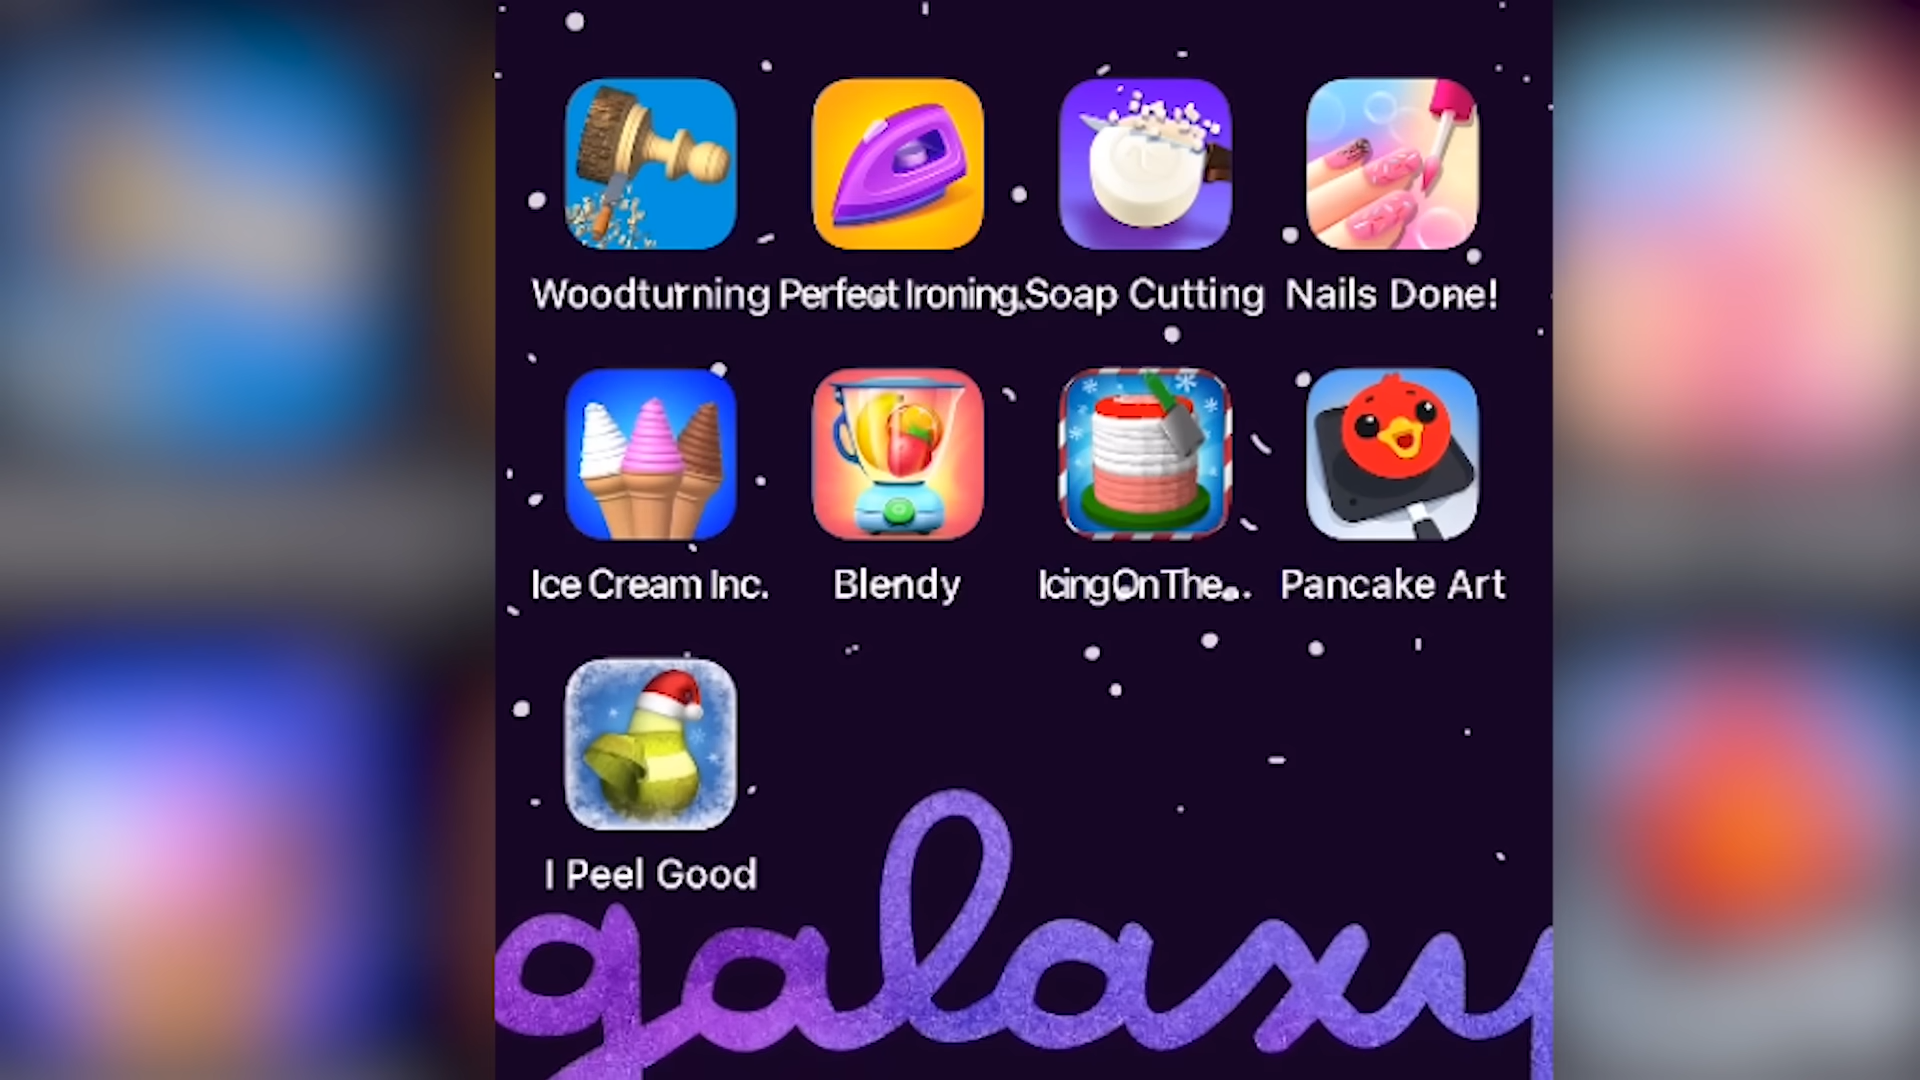 Woodturning Perfect Ironing. Soap Cutting Nails Done!
Ice Cream Inc. Blendy IcingOnThe... Pancake Art
I Peel Good
galaxy